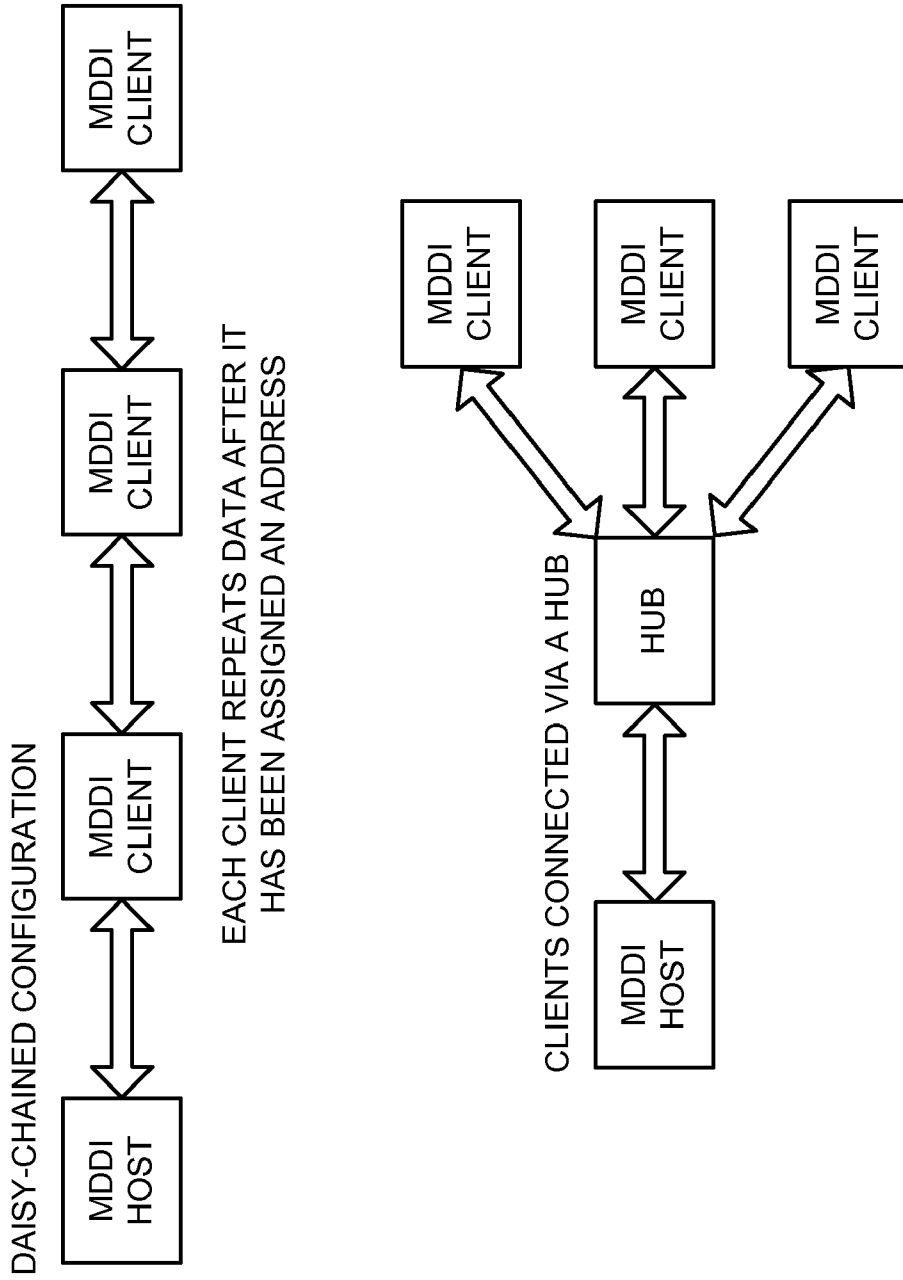 DAISY-CHAINED CONFIGURATION
MDDI
HOST
MDDI
CLIENT
MDDI
CLIENT
MDDI
CLIENT
EACH CLIENT REPEATS DATA AFTER IT
HAS BEEN ASSIGNED AN ADDRESS
CLIENTS CONNECTED VIA A HUB
MDDI
HOST
HUB
MDDI
CLIENT
MDDI
CLIENT
MDDI
CLIENT